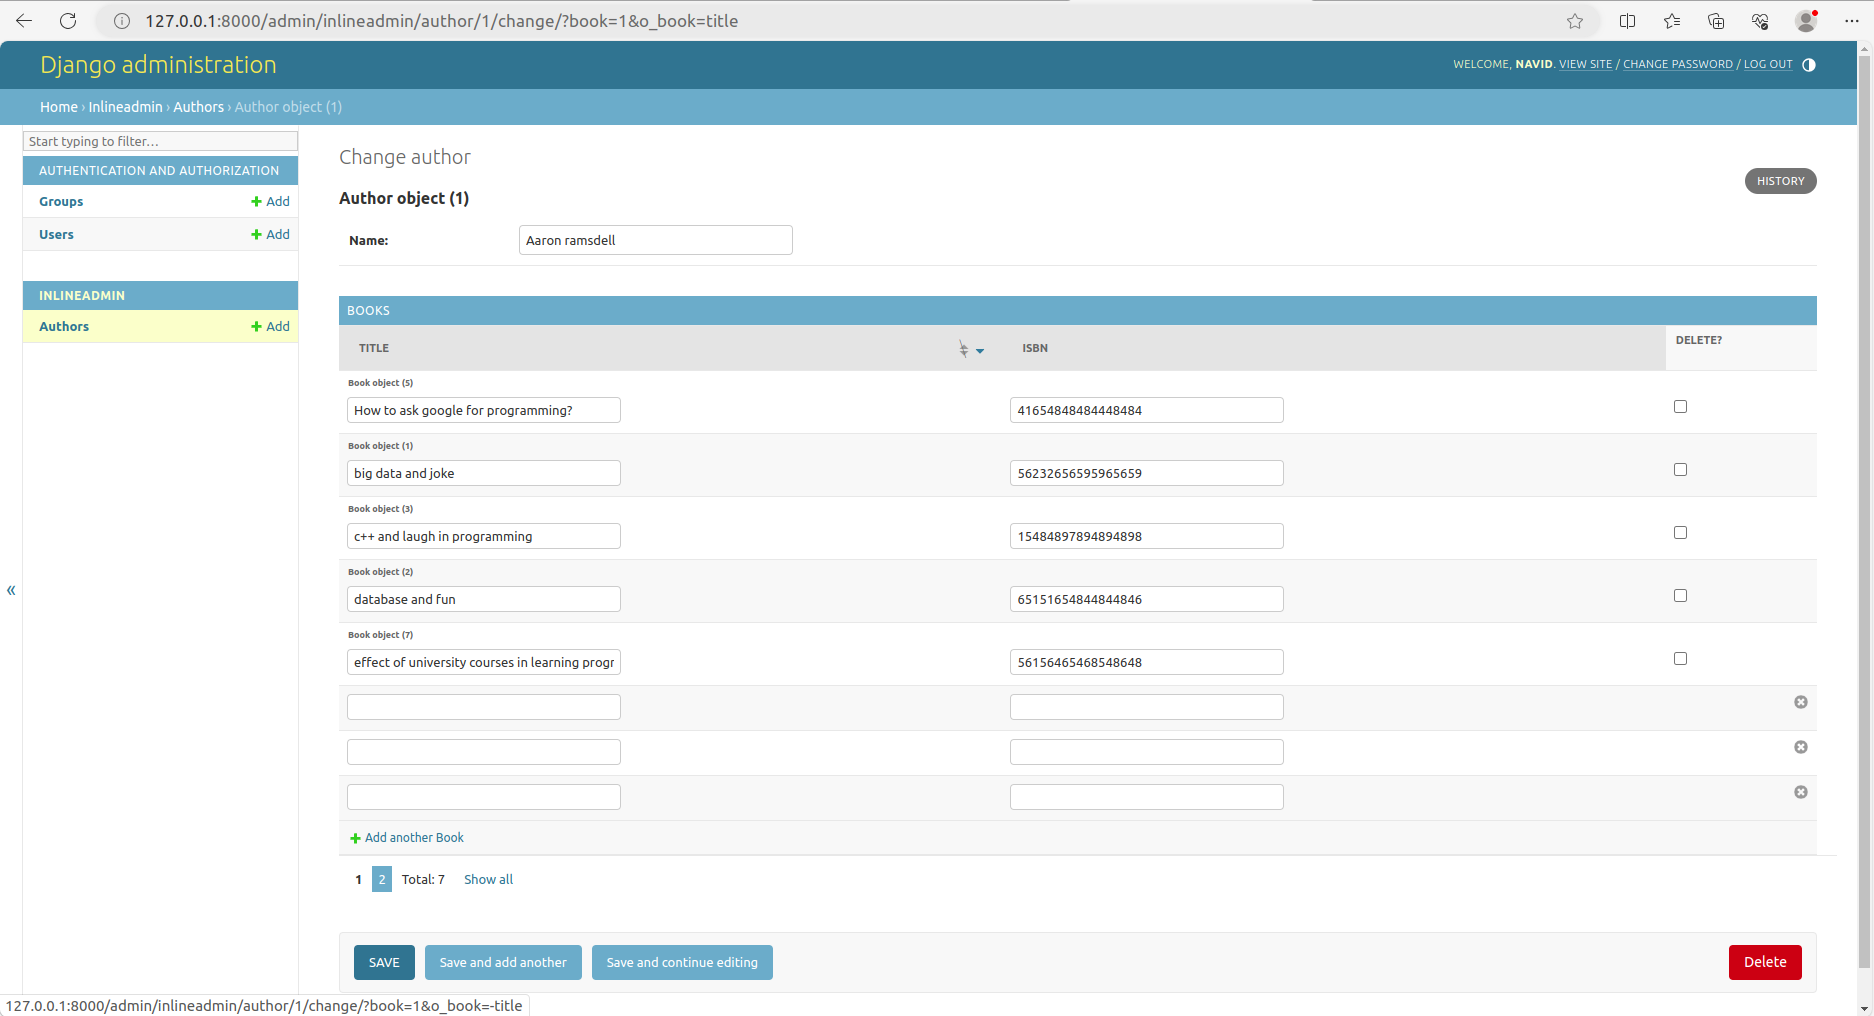 127.0.0.1:8000/admin/inlineadmin/author/1/change/?book=1&o_book=title
Django administration
WELCOME, NAVID. VIEW SITE / CHANGE PASSWORD / LOG OUT
Home › Inlineadmin › Authors › Author object (1)
Start typing to filter…
AUTHENTICATION AND AUTHORIZATION
Groups + Add
Users + Add
INLINEADMIN
Authors + Add
«
Change author
HISTORY
Author object (1)
Name: Aaron ramsdell
BOOKS
TITLE ISBN DELETE?
Book object (5)
How to ask google for programming? 41654848484448484
Book object (1)
big data and joke 56232656595965659
Book object (3)
c++ and laugh in programming 15484897894894898
Book object (2)
database and fun 65151654844844846
Book object (7)
effect of university courses in learning progr 56156465468548648
+ Add another Book
1 2 Total: 7 Show all
SAVE Save and add another Save and continue editing Delete
127.0.0.1:8000/admin/inlineadmin/author/1/change/?book=1&o_book=-title